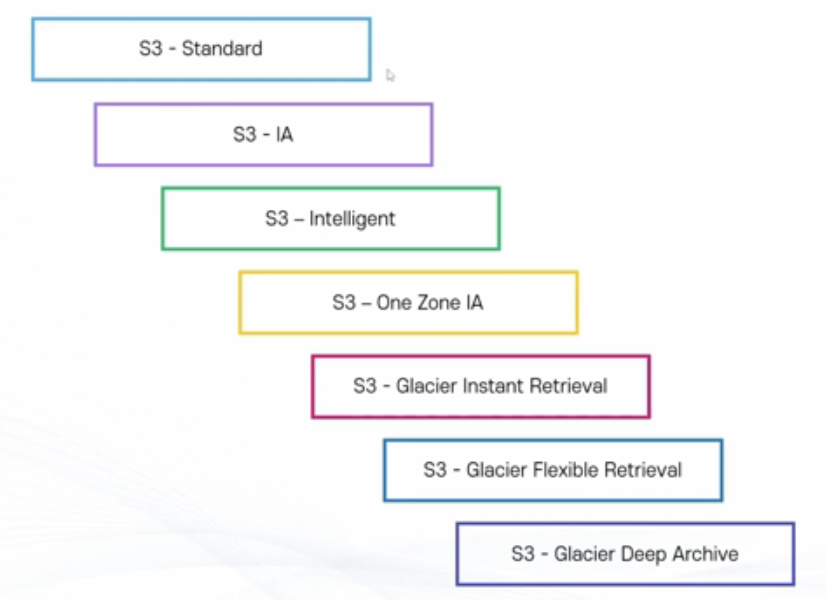 S3 - Standard
S3 - IA
S3 – Intelligent
S3 – One Zone IA
S3 - Glacier Instant Retrieval
S3 - Glacier Flexible Retrieval
S3 - Glacier Deep Archive